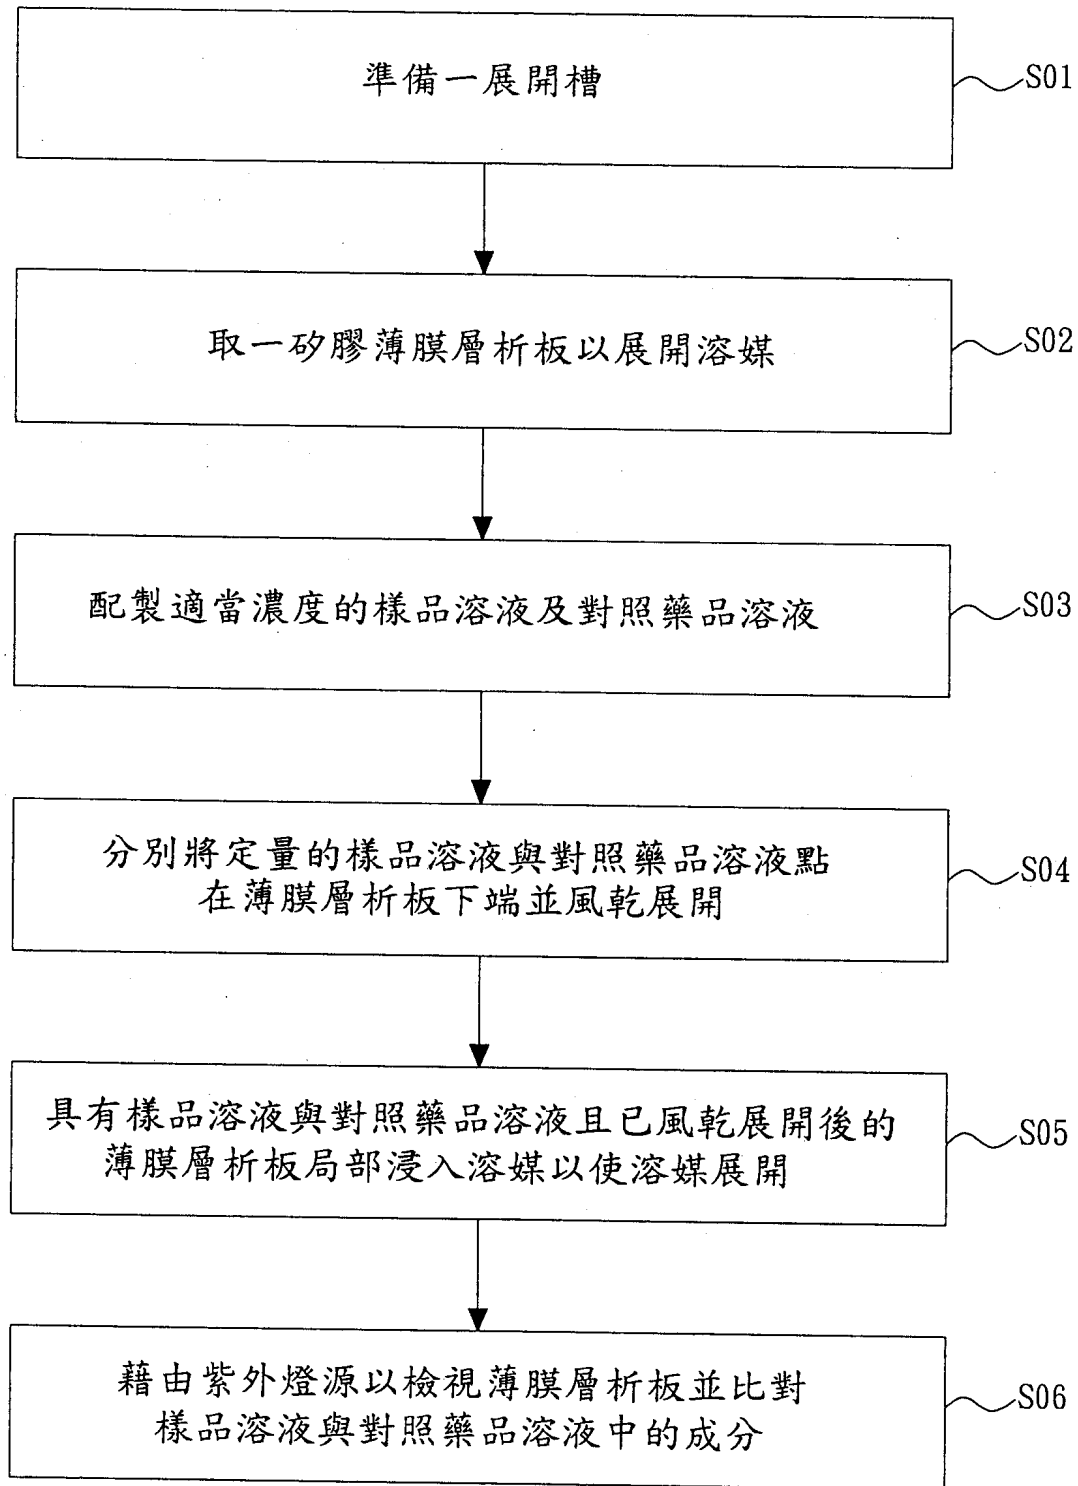 準備一展開槽
S01
取一矽膠薄膜層析板以展開溶媒
S02
配製適當濃度的樣品溶液及對照藥品溶液
S03
分別將定量的樣品溶液與對照藥品溶液點
在薄膜層析板下端並風乾展開
S04
具有樣品溶液與對照藥品溶液且已風乾展開後的
薄膜層析板局部浸入溶媒以使溶媒展開
S05
藉由紫外燈源以檢視薄膜層析板並比對
樣品溶液與對照藥品溶液中的成分
S06